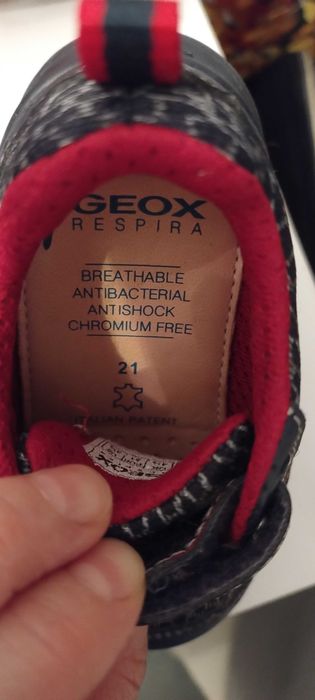 GEOX
RESPIRA
BREATHABLE
ANTIBACTERIAL
ANTISHOCK
CHROMIUM FREE
21
ITALIAN PATENT